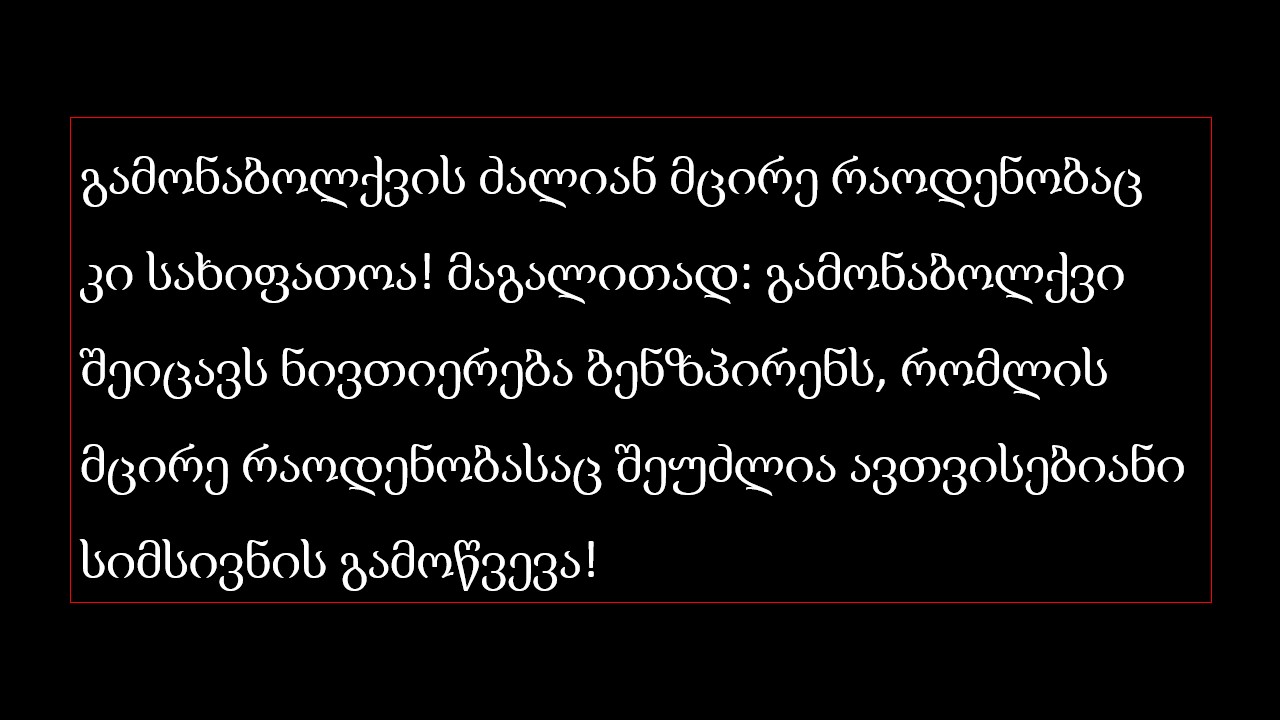 გამონაბოლქვის ძალიან მცირე რაოდენობაც
კი სახიფათოა! მაგალითად: გამონაბოლქვი
შეიცავს ნივთიერება ბენზპირენს, რომლის
მცირე რაოდენობასაც შეუძლია ავთვისებიანი
სიმსივნის გამოწვევა!